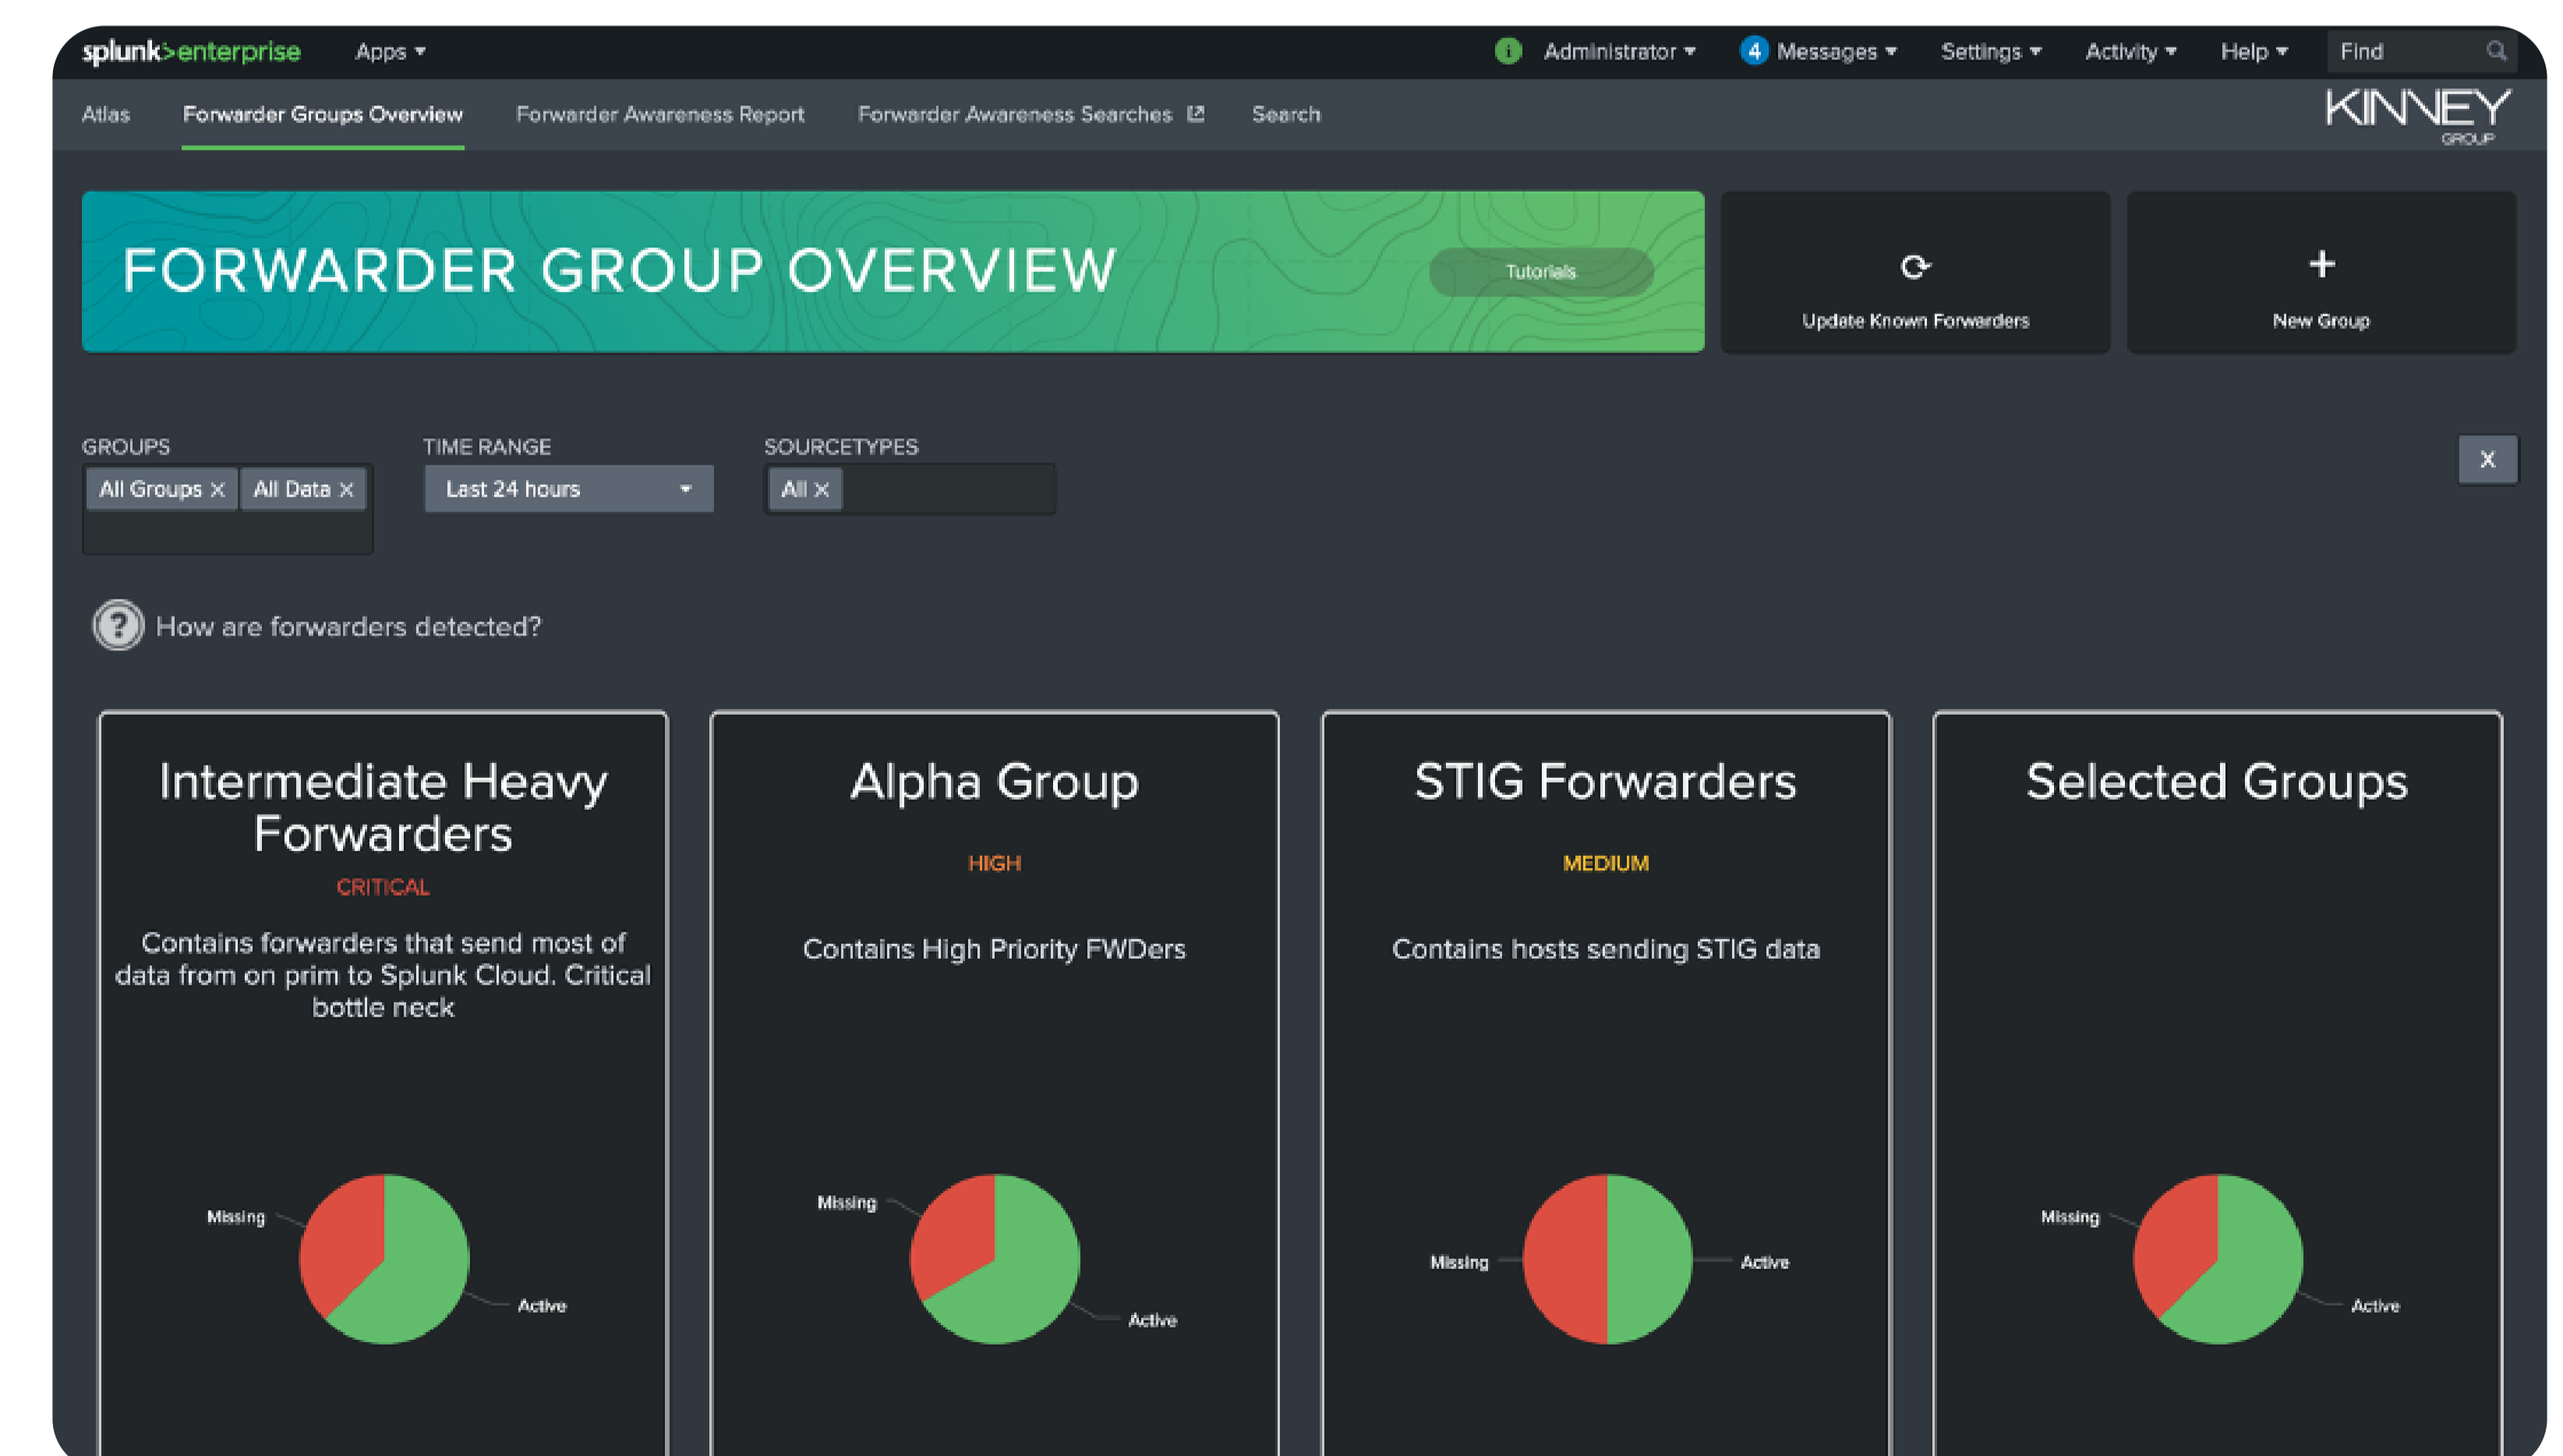 splunk>enterprise Apps Administrator 4 Messages Settings Activity Help Find
Atlas Forwarder Groups Overview Forwarder Awareness Report Forwarder Awareness Searches Search
KINNEY
GROUP
FORWARDER GROUP OVERVIEW
Tutorials
Update Known Forwarders
New Group
GROUPS
All Groups X All Data X
TIME RANGE
Last 24 hours
SOURCETYPES
All X
X
? How are forwarders detected?
Intermediate Heavy
Forwarders
CRITICAL
Contains forwarders that send most of
data from on prim to Splunk Cloud. Critical
bottle neck
Missing
Active
Alpha Group
HIGH
Contains High Priority FWDers
Missing
Active
STIG Forwarders
MEDIUM
Contains hosts sending STIG data
Missing
Active
Selected Groups
Missing
Active